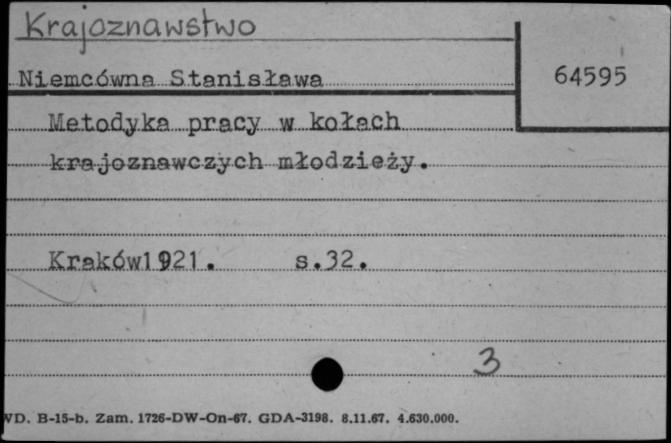 Krajoznawstwo
Niemcówna Stanisława
64595
Metodyka pracy w kołach
krajoznawczych młodzieży.
Kraków1921. s.32.
3
WD. B-15-b. Zam. 1726-DW-On-67. GDA-3198. 8.11.67. 4.630.000.